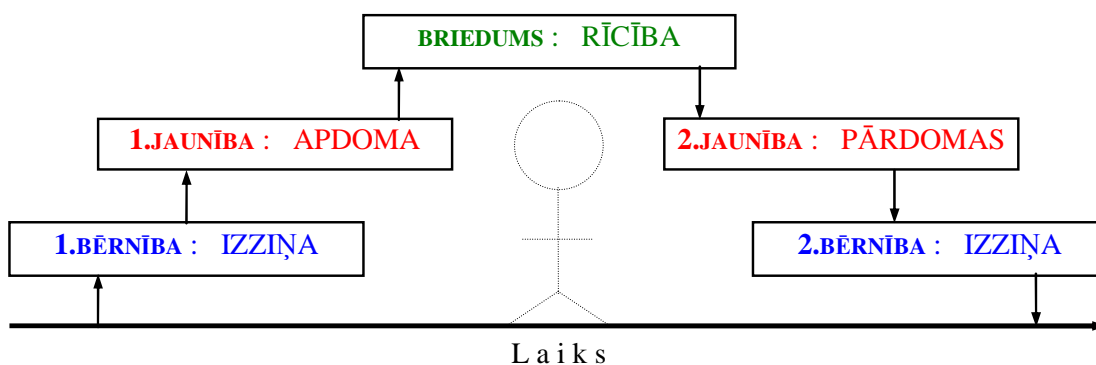 BRIEDUMS : RĪCĪBA
1.JAUNĪBA : APDOMA
2.JAUNĪBA : PĀRDOMAS
1.BĒRNĪBA : IZZIŅA
2.BĒRNĪBA : IZZIŅA
Laiks